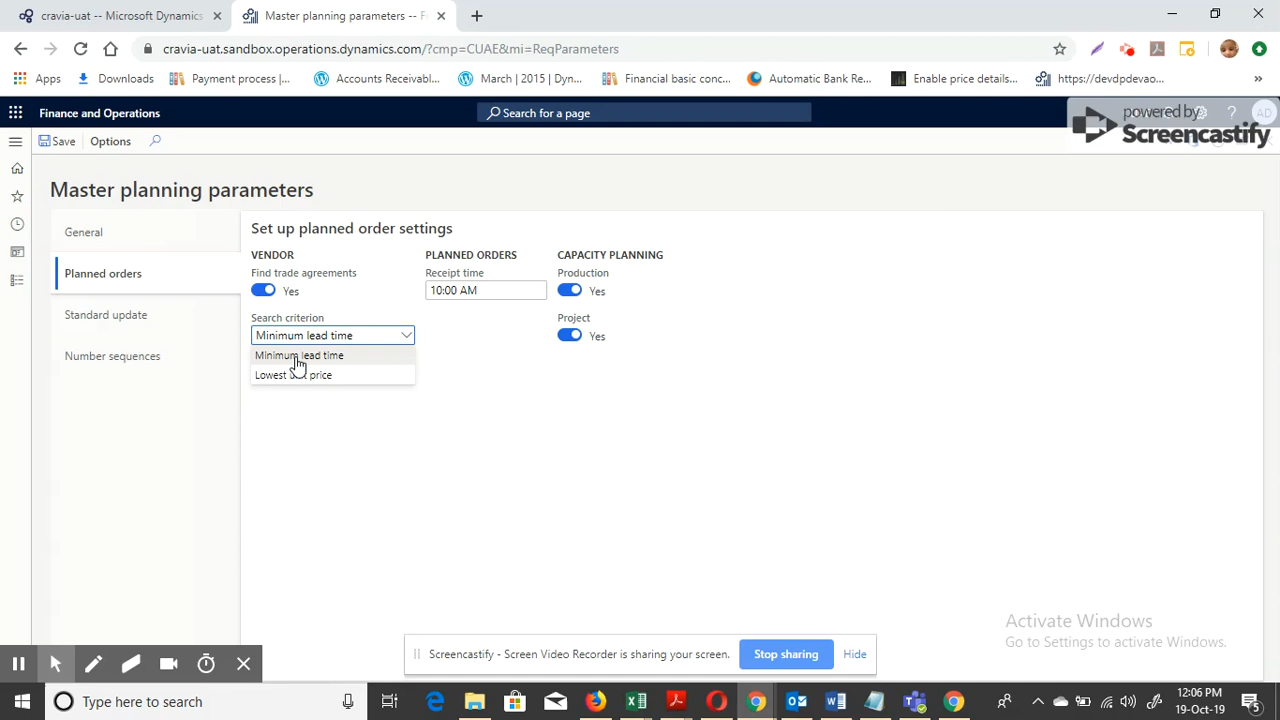 cravia-uat -- Microsoft Dynamics
Master planning parameters -- F
cravia-uat.sandbox.operations.dynamics.com/?cmp=CUAE&mi=ReqParameters
Apps
Downloads
Payment process |...
Accounts Receivabl...
March | 2015 | Dyn...
Financial basic conc...
Automatic Bank Re...
Enable price details...
https://devdpdevao...
»
Finance and Operations
Search for a page
AD
powered by
Screencastify
Save
Options
Master planning parameters
General
Planned orders
Standard update
Number sequences
Set up planned order settings
VENDOR
Find trade agreements
Yes
Search criterion
Minimum lead time
Minimum lead time
Lowest unit price
PLANNED ORDERS
Receipt time
10:00 AM
CAPACITY PLANNING
Production
Yes
Project
Yes
Activate Windows
Go to Settings to activate Windows.
Screencastify - Screen Video Recorder is sharing your screen.
Stop sharing
Hide
Type here to search
12:06 PM
19-Oct-19
5